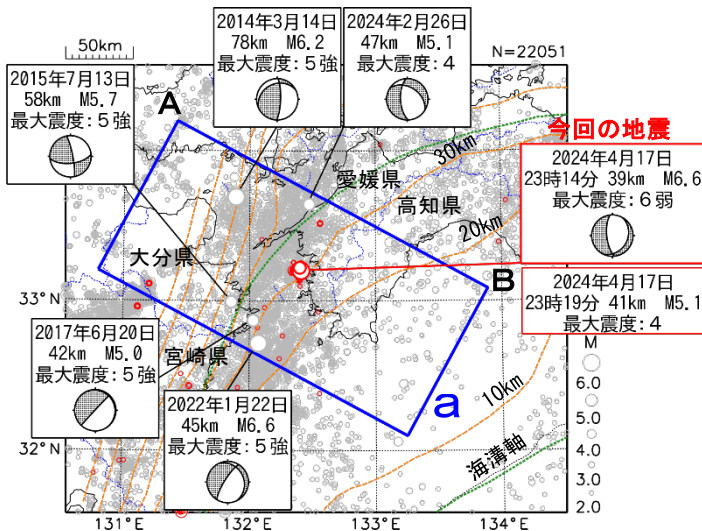 50km
N=22051
2015年7月13日
58km M5.7
最大震度:5強
2014年3月14日
78km M6.2
最大震度:5強
2024年2月26日
47km M5.1
最大震度:4
A
今回の地震
2024年4月17日
23時14分 39km M6.6
最大震度:6弱
2024年4月17日
23時19分 41km M5.1
最大震度:4
愛媛県
高知県
大分県
宮崎県
30km
20km
10km
B
a
海溝軸
2017年6月20日
42km M5.0
最大震度:5強
2022年1月22日
45km M6.6
最大震度:5強
33°N
32°N
131°E
132°E
133°E
134°E
M
6.0
5.0
4.0
3.0
2.0